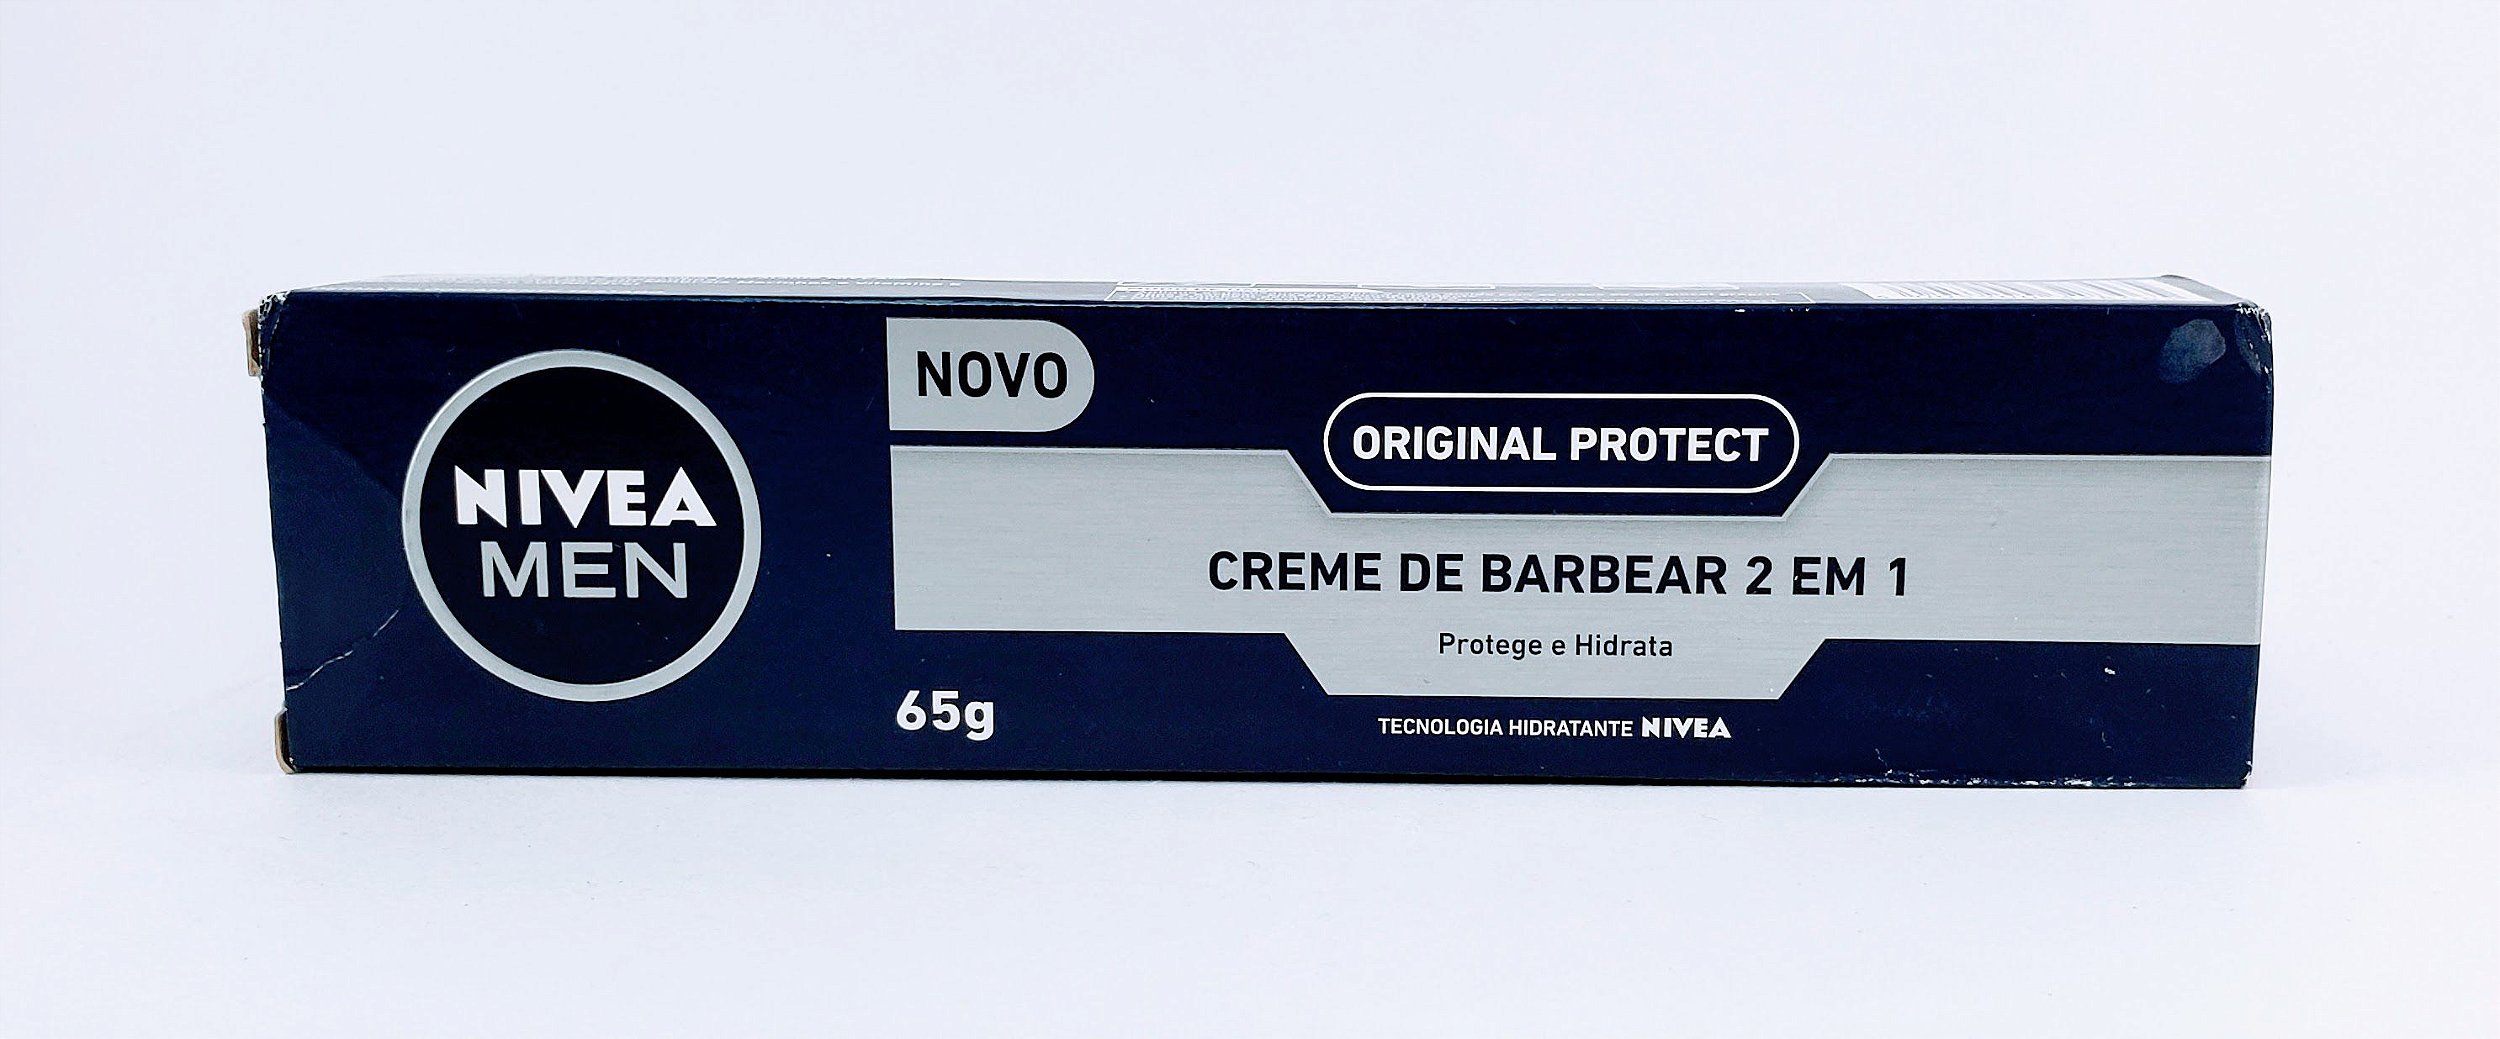 NIVEA
MEN
NOVO
ORIGINAL PROTECT
CREME DE BARBEAR 2 EM 1
Protege e Hidrata
65g
TECNOLOGIA HIDRATANTE NIVEA